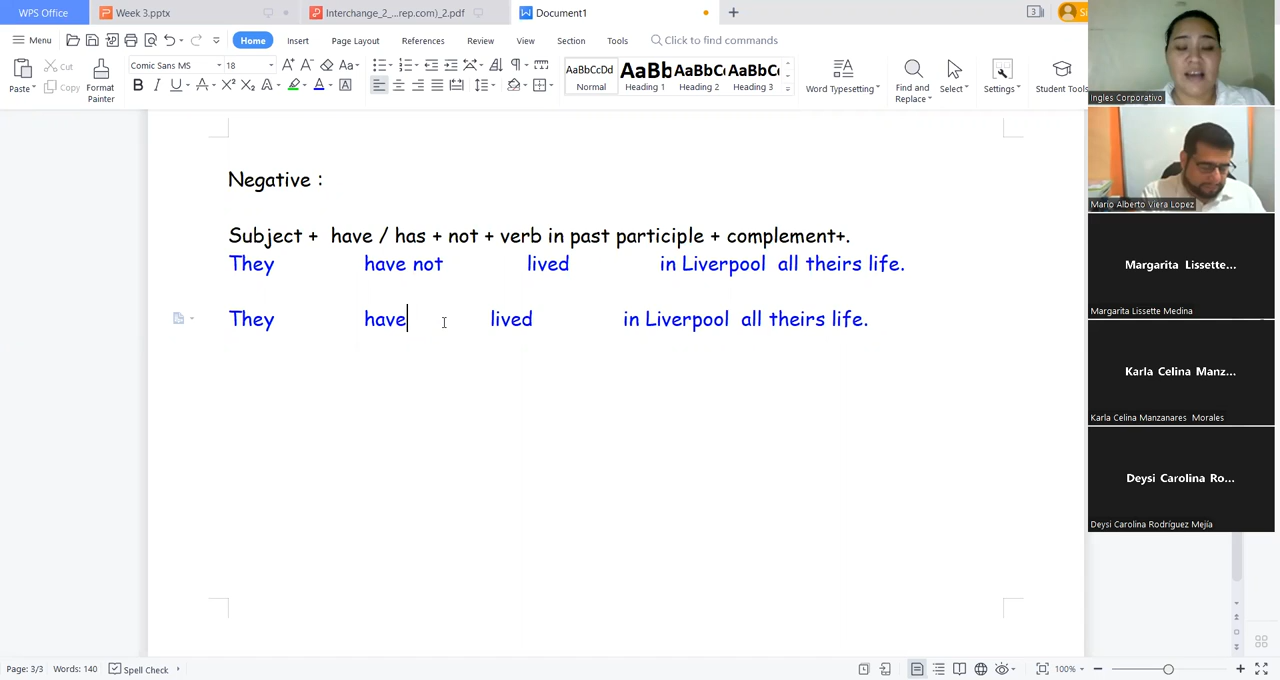 WPS Office
Week 3.pptx
Interchange_2_...rep.com)_2.pdf
Document1
Menu
Home
Insert
Page Layout
References
Review
View
Section
Tools
Click to find commands
Paste
Cut
Copy
Format Painter
Comic Sans MS
18
AaBbCcDd
Normal
Heading 1
Heading 2
Heading 3
Word Typesetting
Find and Replace
Select
Settings
Student Tools
Negative :
Subject + have / has + not + verb in past participle + complement+.
They have not lived in Liverpool all theirs life.
They have lived in Liverpool all theirs life.
Ingles Corporativo
Mario Alberto Viera Lopez
Margarita Lissette...
Margarita Lissette Medina
Karla Celina Manz...
Karla Celina Manzanares Morales
Deysi Carolina Ro...
Deysi Carolina Rodríguez Mejía
Page: 3/3
Words: 140
Spell Check
100%